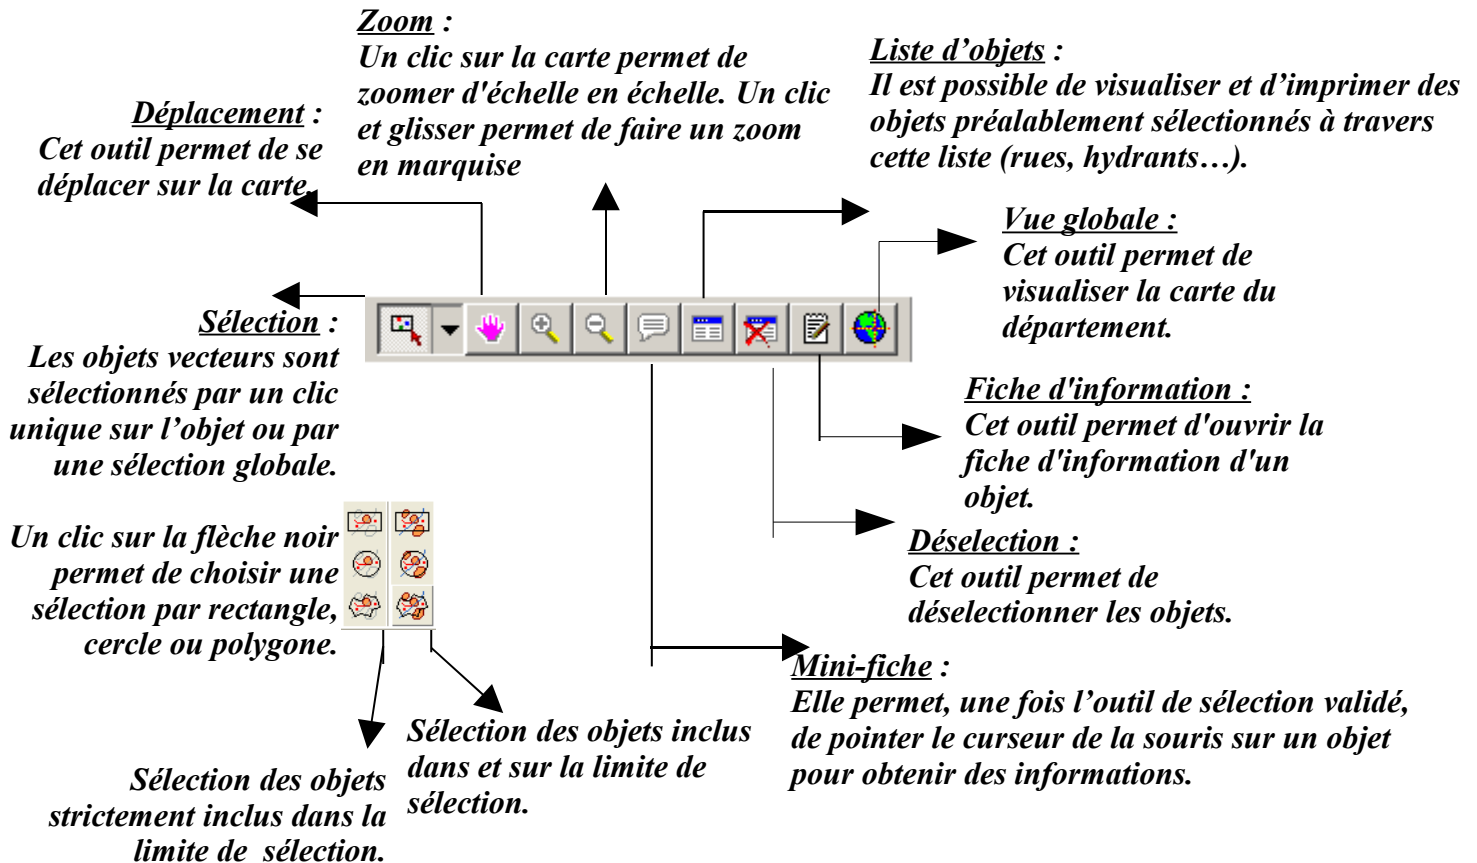 Zoom :
Un clic sur la carte permet de
zoomer d'échelle en échelle. Un clic
et glisser permet de faire un zoom
en marquise
Liste d’objets :
Il est possible de visualiser et d’imprimer des
objets préalablement sélectionnés à travers
cette liste (rues, hydrants…).
Déplacement :
Cet outil permet de se
déplacer sur la carte.
Vue globale :
Cet outil permet de
visualiser la carte du
département.
Sélection :
Les objets vecteurs sont
sélectionnés par un clic
unique sur l’objet ou par
une sélection globale.
Fiche d'information :
Cet outil permet d'ouvrir la
fiche d'information d'un
objet.
Un clic sur la flèche noir
permet de choisir une
sélection par rectangle,
cercle ou polygone.
Déselection :
Cet outil permet de
déselectionner les objets.
Mini-fiche :
Elle permet, une fois l’outil de sélection validé,
de pointer le curseur de la souris sur un objet
pour obtenir des informations.
Sélection des objets inclus
dans et sur la limite de
sélection.
Sélection des objets
strictement inclus dans la
limite de  sélection.